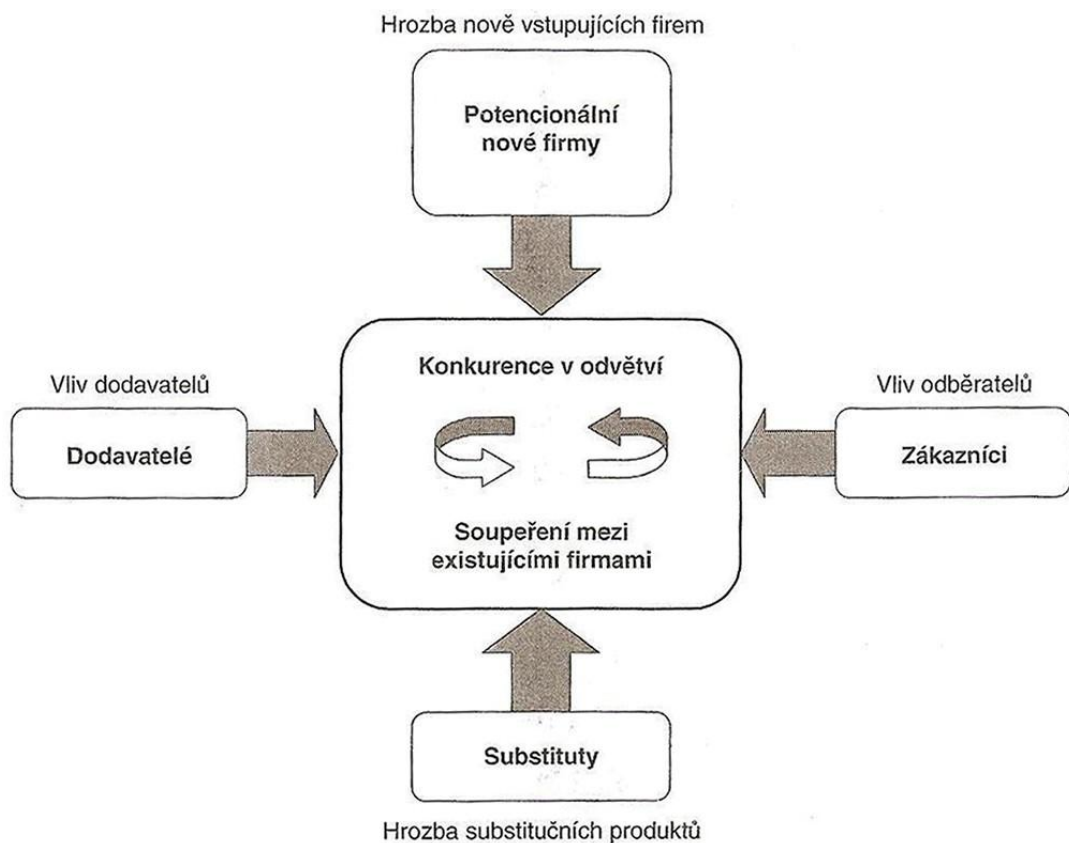 Hrozba nově vstupujících firem
Potencionální
nové firmy
Konkurence v odvětví
Vliv dodavatelů
Dodavatelé
Vliv odběratelů
Zákazníci
Soupeření mezi
existujícími firmami
Substituty
Hrozba substitučních produktů